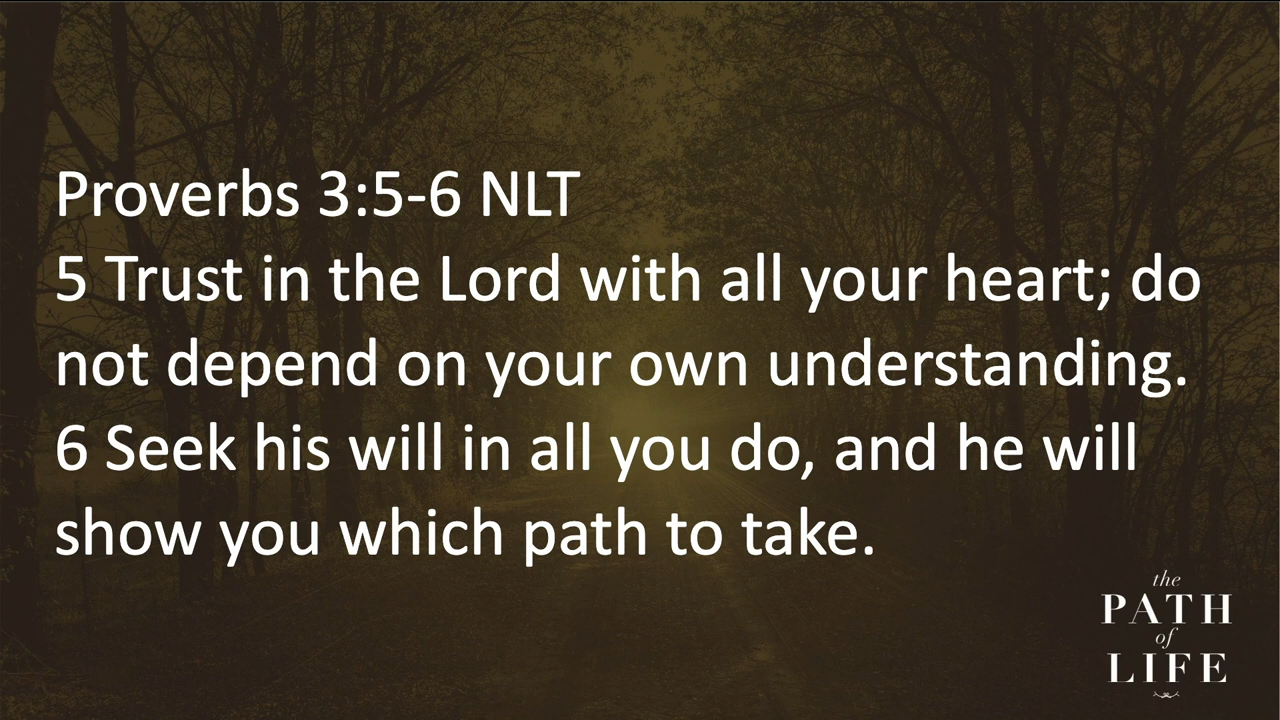 Proverbs 3:5-6 NLT
5 Trust in the Lord with all your heart; do
not depend on your own understanding.
6 Seek his will in all you do, and he will
show you which path to take.
the
PATH
of
LIFE